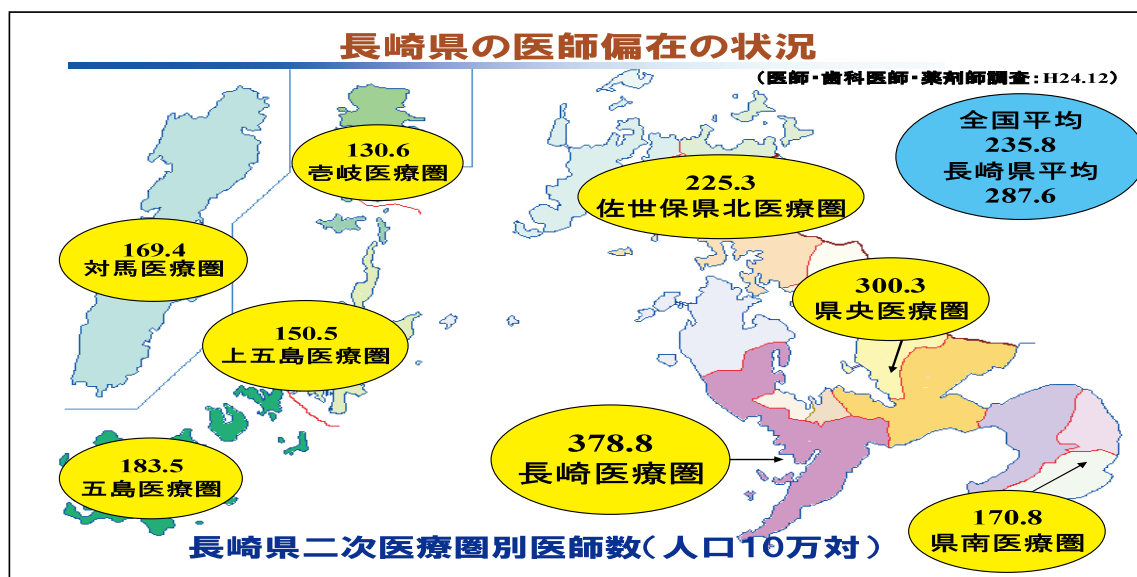 長崎県の医師偏在の状況
（医師・歯科医師・薬剤師調査：H24.12）
全国平均
235.8
長崎県平均
287.6
130.6
壱岐医療圏
225.3
佐世保県北医療圏
169.4
対馬医療圏
300.3
県央医療圏
150.5
上五島医療圏
378.8
長崎医療圏
183.5
五島医療圏
170.8
県南医療圏
長崎県二次医療圏別医師数（人口10万対）